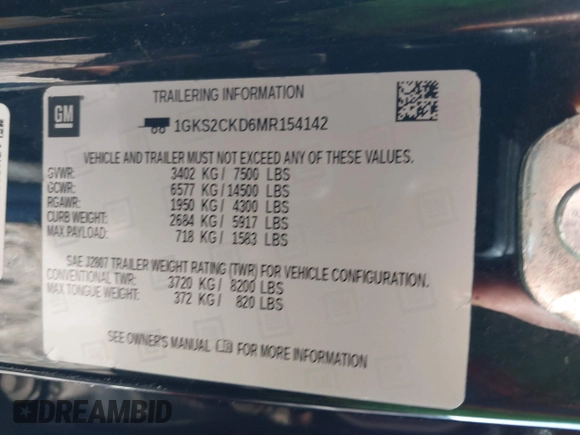 GM
TRAILERING INFORMATION
1GKS2CKD6MR154142
VEHICLE AND TRAILER MUST NOT EXCEED ANY OF THESE VALUES.
GVWR: 3402 KG/ 7500 LBS
GCWR: 6577 KG/ 14500 LBS
RGAWR: 1950 KG/ 4300 LBS
CURB WEIGHT: 2684 KG/ 5917 LBS
MAX PAYLOAD: 718 KG/ 1583 LBS
SAE J2807 TRAILER WEIGHT RATING (TWR) FOR VEHICLE CONFIGURATION.
CONVENTIONAL TWR: 3720 KG/ 8200 LBS
MAX TONGUE WEIGHT: 372 KG/ 820 LBS
SEE OWNER'S MANUAL FOR MORE INFORMATION
DREAMBID